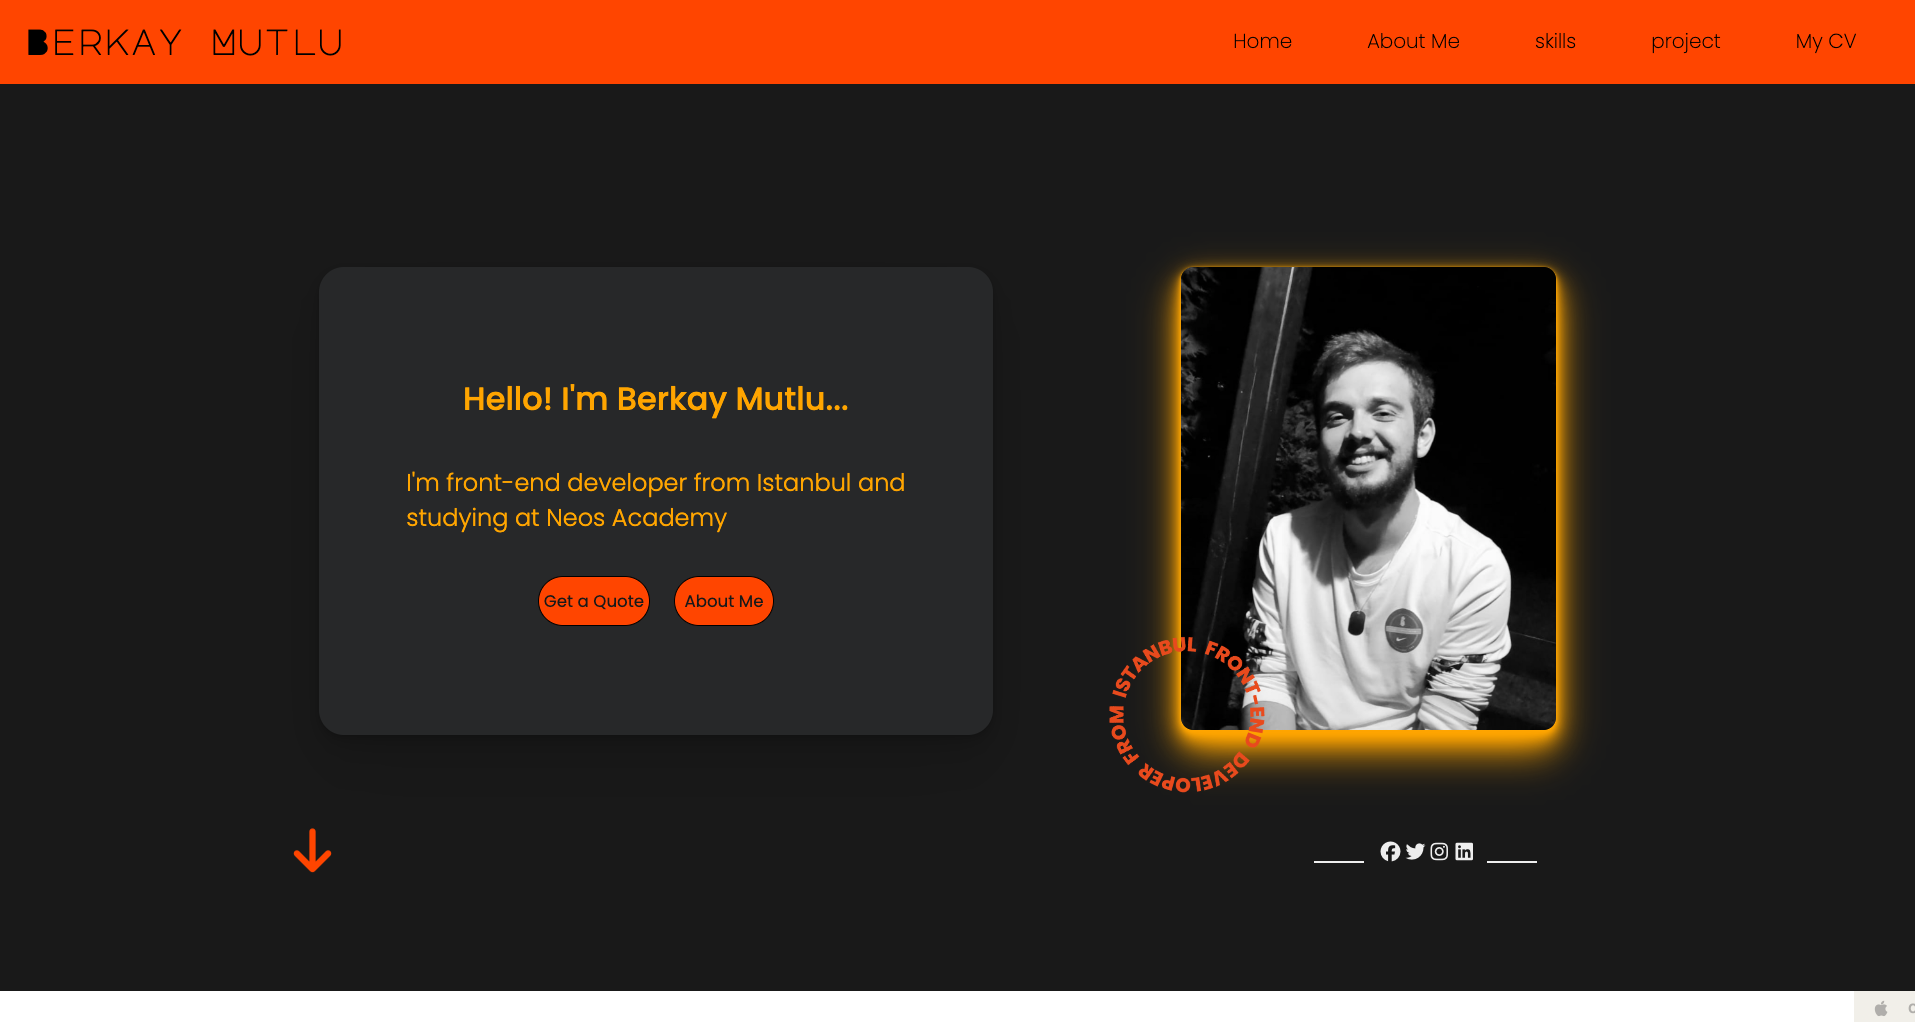 BERKAY MUTLU
Home
About Me
skills
project
My CV
Hello! I'm Berkay Mutlu...
I'm front-end developer from Istanbul and
studying at Neos Academy
Get a Quote
About Me
FRONT-END DEVELOPER FROM ISTANBUL